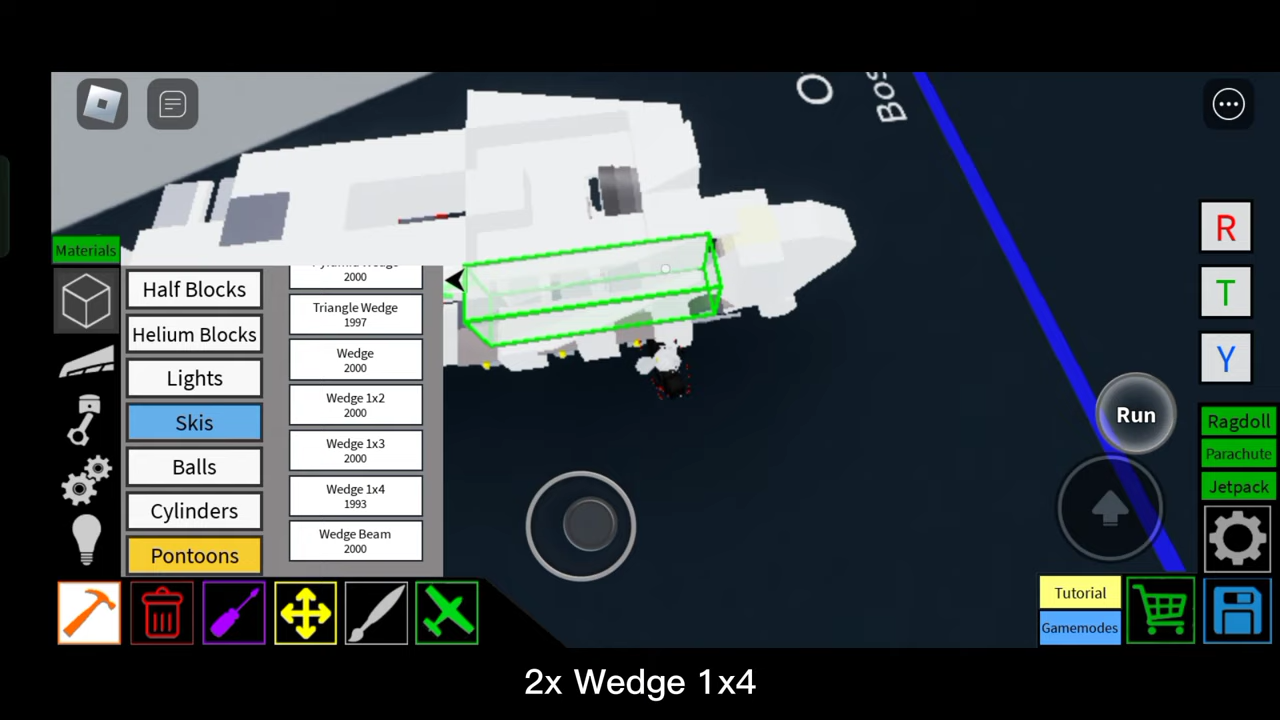 O
Bos
R
T
Y
Materials
Half Blocks
Helium Blocks
Lights
Skis
Balls
Cylinders
Pontoons
2000
Triangle Wedge
1997
Wedge
2000
Wedge 1x2
2000
Wedge 1x3
2000
Wedge 1x4
1993
Wedge Beam
2000
Run
Ragdoll
Parachute
Jetpack
Tutorial
Gamemodes
2x Wedge 1x4